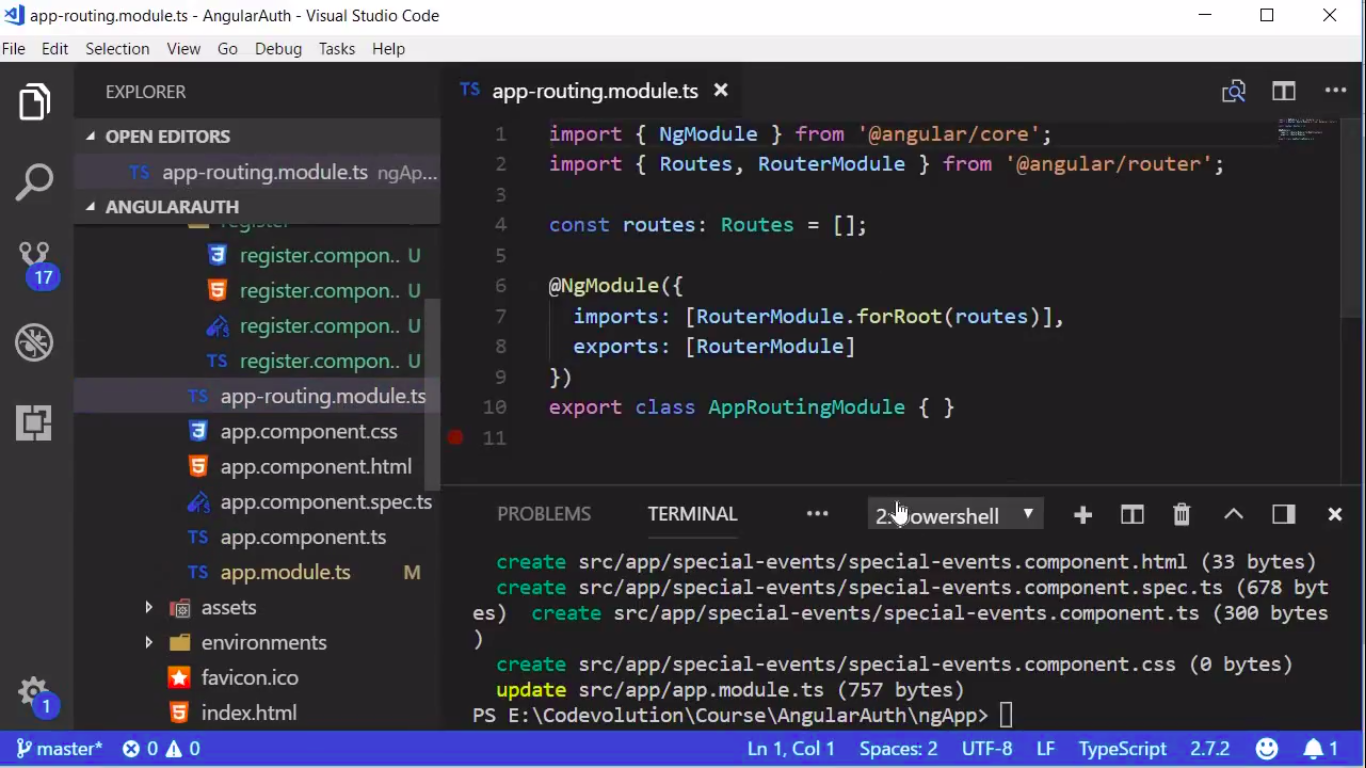 app-routing.module.ts - AngularAuth - Visual Studio Code
File Edit Selection View Go Debug Tasks Help
EXPLORER
OPEN EDITORS
TS app-routing.module.ts ngAp...
ANGULARAUTH
register
register.compon.. U
register.compon.. U
register.compon.. U
TS register.compon.. U
TS app-routing.module.ts
app.component.css
app.component.html
app.component.spec.ts
TS app.component.ts
TS app.module.ts M
assets
environments
favicon.ico
index.html
17
1
TS app-routing.module.ts
1 import { NgModule } from '@angular/core';
2 import { Routes, RouterModule } from '@angular/router';
3
4 const routes: Routes = [];
5
6 @NgModule({
7 imports: [RouterModule.forRoot(routes)],
8 exports: [RouterModule]
9 })
10 export class AppRoutingModule { }
11
PROBLEMS TERMINAL ••• 2: powershell
create src/app/special-events/special-events.component.html (33 bytes)
create src/app/special-events/special-events.component.spec.ts (678 byt
es) create src/app/special-events/special-events.component.ts (300 bytes
)
create src/app/special-events/special-events.component.css (0 bytes)
update src/app/app.module.ts (757 bytes)
PS E:\Codevolution\Course\AngularAuth\ngApp>
master* 0 0 Ln 1, Col 1 Spaces: 2 UTF-8 LF TypeScript 2.7.2 1